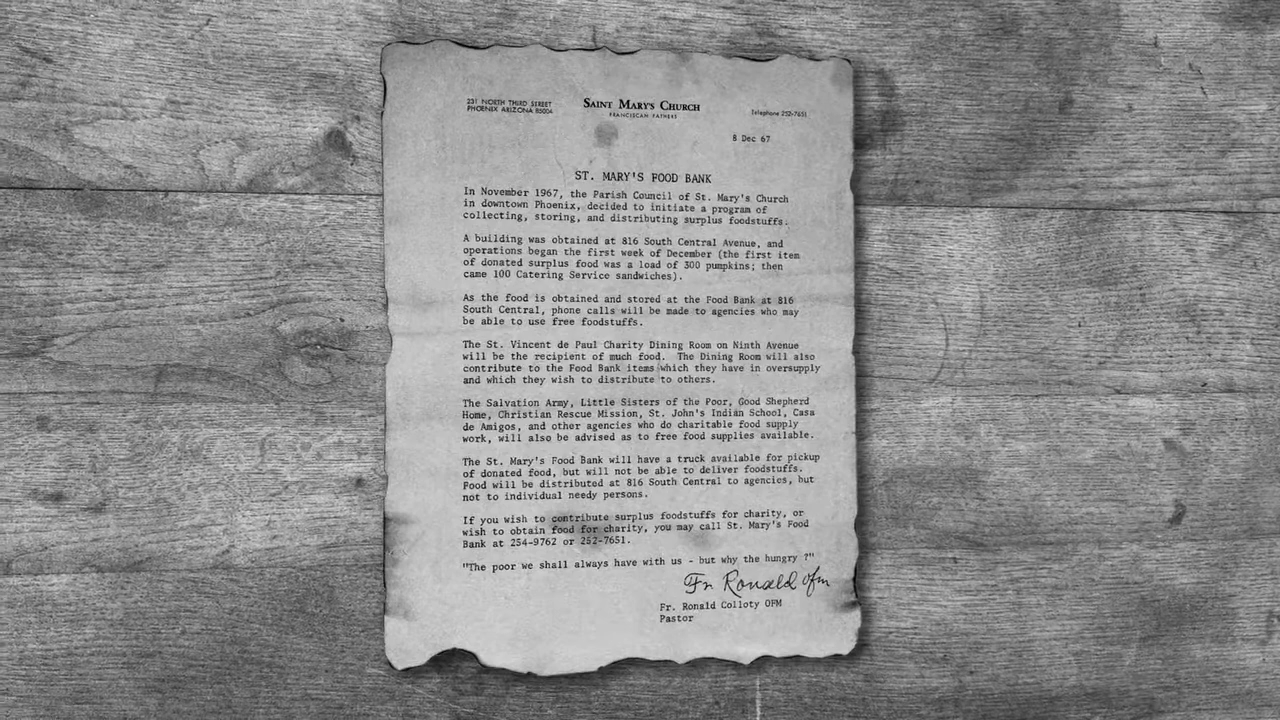 231 NORTH THIRD STREET
PHOENIX ARIZONA 85004
SAINT MARY'S CHURCH
FRANCISCAN FATHERS
Telephone 252-7651
8 Dec 67
ST. MARY'S FOOD BANK
In November 1967, the Parish Council of St. Mary's Church
in downtown Phoenix, decided to initiate a program of
collecting, storing, and distributing surplus foodstuffs.
A building was obtained at 816 South Central Avenue, and
operations began the first week of December (the first item
of donated surplus food was a load of 300 pumpkins; then
came 100 Catering Service sandwiches).
As the food is obtained and stored at the Food Bank at 816
South Central, phone calls will be made to agencies who may
be able to use free foodstuffs.
The St. Vincent de Paul Charity Dining Room on Ninth Avenue
will be the recipient of much food. The Dining Room will also
contribute to the Food Bank items which they have in oversupply
and which they wish to distribute to others.
The Salvation Army, Little Sisters of the Poor, Good Shepherd
Home, Christian Rescue Mission, St. John's Indian School, Casa
de Amigos, and other agencies who do charitable food supply
work, will also be advised as to free food supplies available.
The St. Mary's Food Bank will have a truck available for pickup
of donated food, but will not be able to deliver foodstuffs.
Food will be distributed at 816 South Central to agencies, but
not to individual needy persons.
If you wish to contribute surplus foodstuffs for charity, or
wish to obtain food for charity, you may call St. Mary's Food
Bank at 254-9762 or 252-7651.
"The poor we shall always have with us - but why the hungry ?"
Fr Ronald ofm
Fr. Ronald Colloty OFM
Pastor